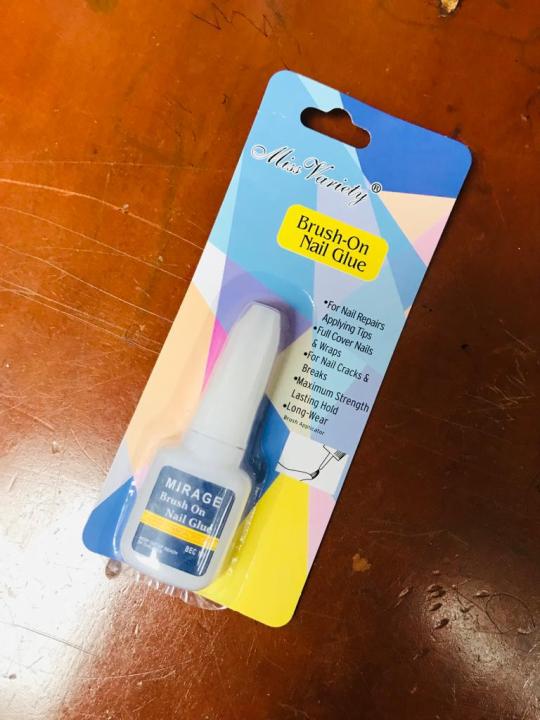 Miss Variety®
Brush-On
Nail Glue
•For Nail Repairs
Applying Tips
•Full Cover Nails
& Wraps
•For Nail Cracks &
Breaks
•Maximum Strength
Lasting Hold
•Long-Wear
Brush Applicator
MIRAGE
Brush On
Nail Glue
BEC